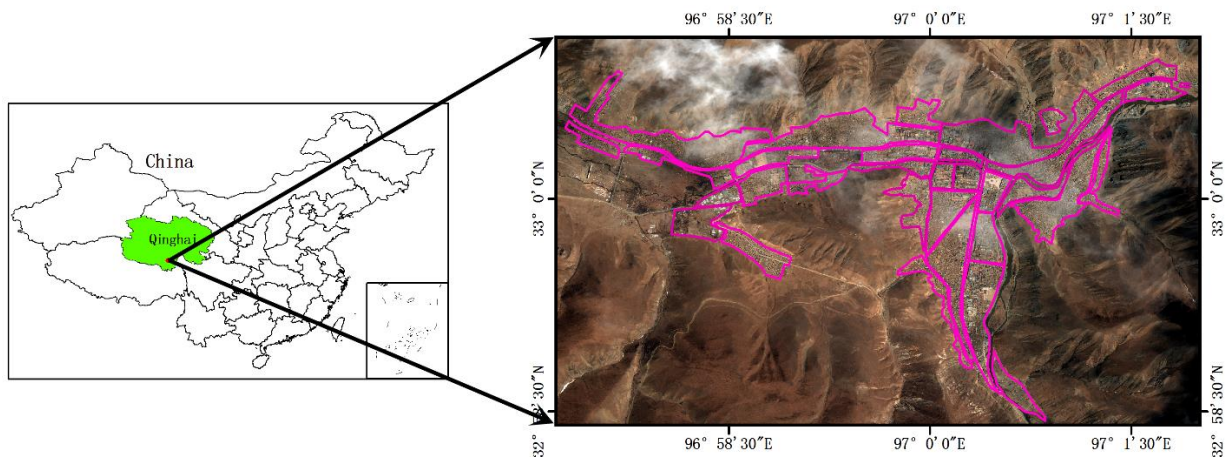 96° 58′30″E
97° 0′0″E
97° 1′30″E
China
Qinghai
33° 0′0″N
33° 0′0″N
32° 58′30″N
32° 58′30″N
96° 58′30″E
97° 0′0″E
97° 1′30″E